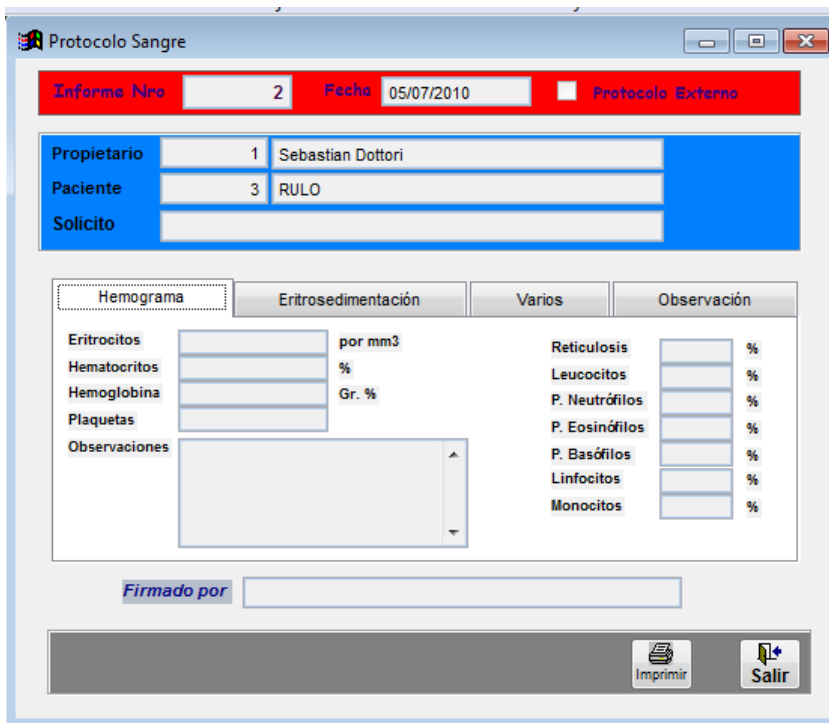 Protocolo Sangre
Informe Nro 2 Fecha 05/07/2010 Protocolo Externo
Propietario 1 Sebastian Dottori
Paciente 3 RULO
Solicito
Hemograma Eritrosedimentación Varios Observación
Eritrocitos por mm3 Reticulosis %
Hematocritos % Leucocitos %
Hemoglobina Gr. % P. Neutrófilos %
Plaquetas P. Eosinófilos %
Observaciones P. Basófilos %
Linfocitos %
Monocitos %
Firmado por
Imprimir Salir